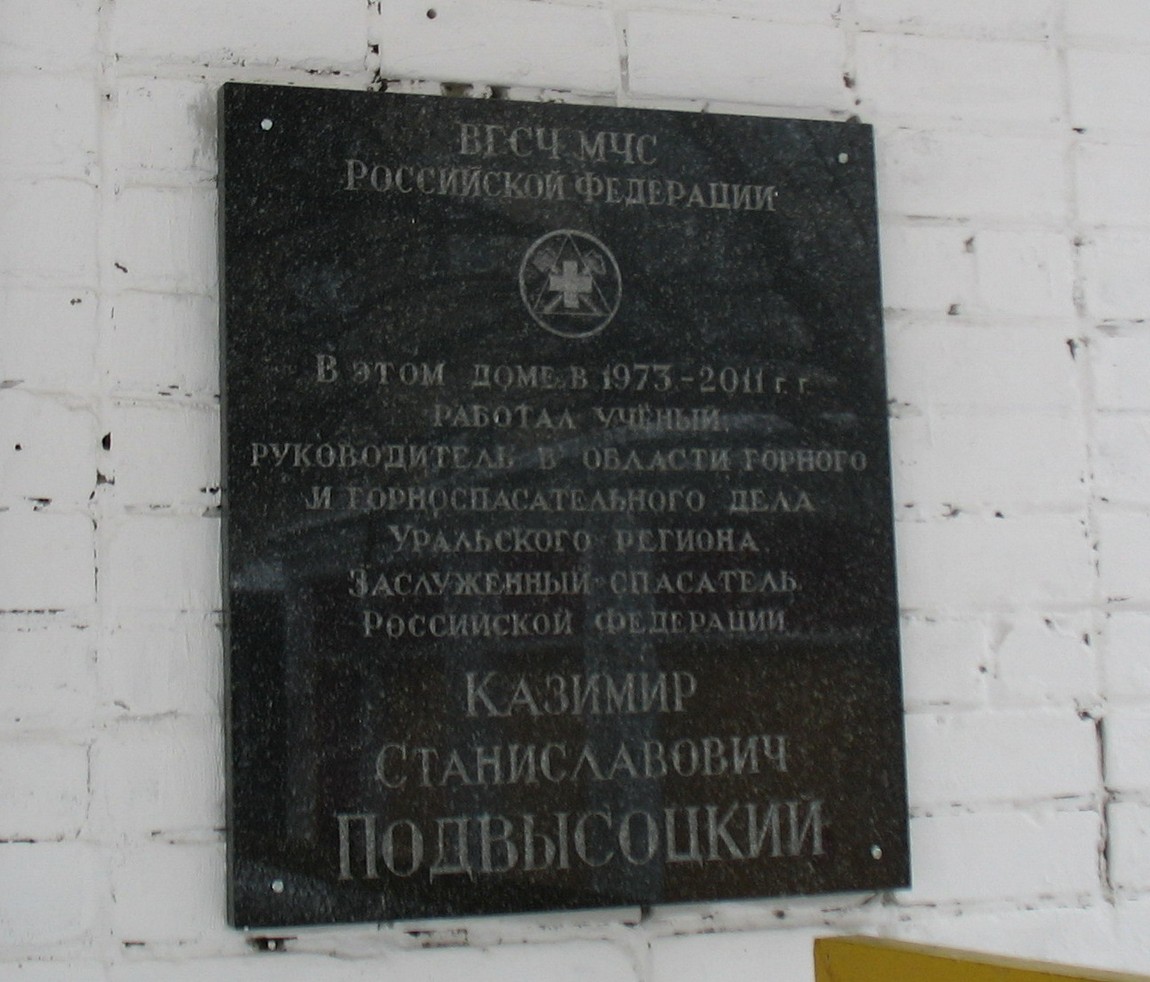 ВГСЧ МЧС
Российской Федерации
В этом доме в 1973-2011 г. г.
работал учёный,
руководитель в области горного
и горноспасательного дела
Уральского региона
Заслуженный спасатель
Российской Федерации
Казимир
Станиславович
Подвысоцкий